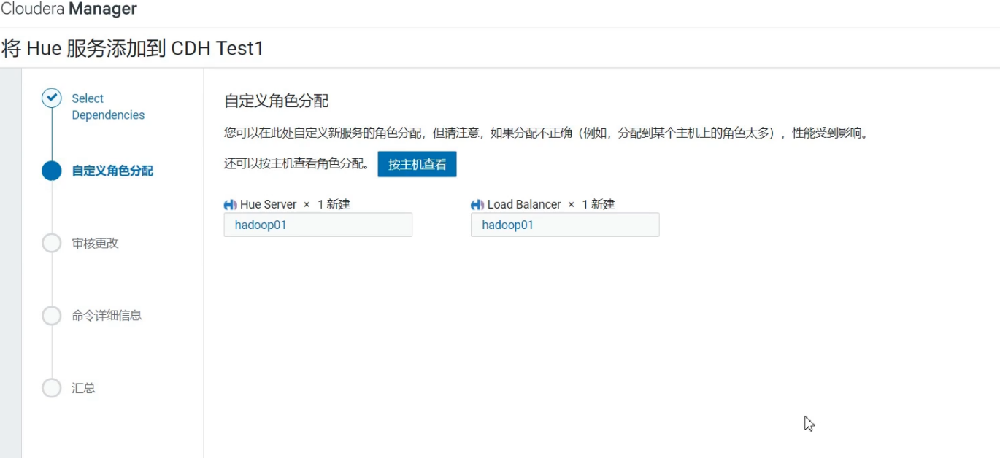 Cloudera Manager
将 Hue 服务添加到 CDH Test1
Select
Dependencies
自定义角色分配
审核更改
命令详细信息
汇总
自定义角色分配
您可以在此处自定义新服务的角色分配，但请注意，如果分配不正确（例如，分配到某个主机上的角色太多），性能受到影响。
还可以按主机查看角色分配。 按主机查看
Hue Server × 1 新建
hadoop01
Load Balancer × 1 新建
hadoop01